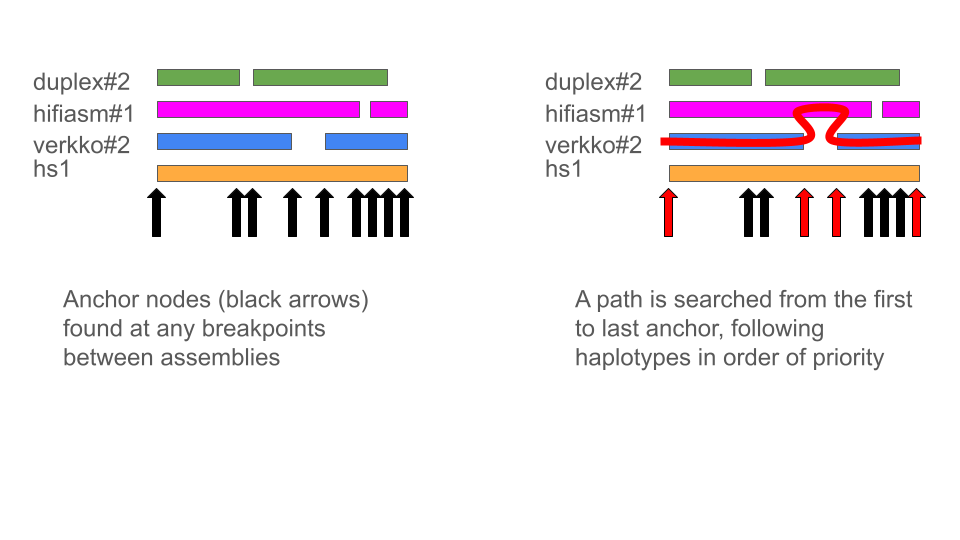 duplex#2
hifiasm#1
verkko#2
hs1
Anchor nodes (black arrows)
found at any breakpoints
between assemblies
duplex#2
hifiasm#1
verkko#2
hs1
A path is searched from the first
to last anchor, following
haplotypes in order of priority